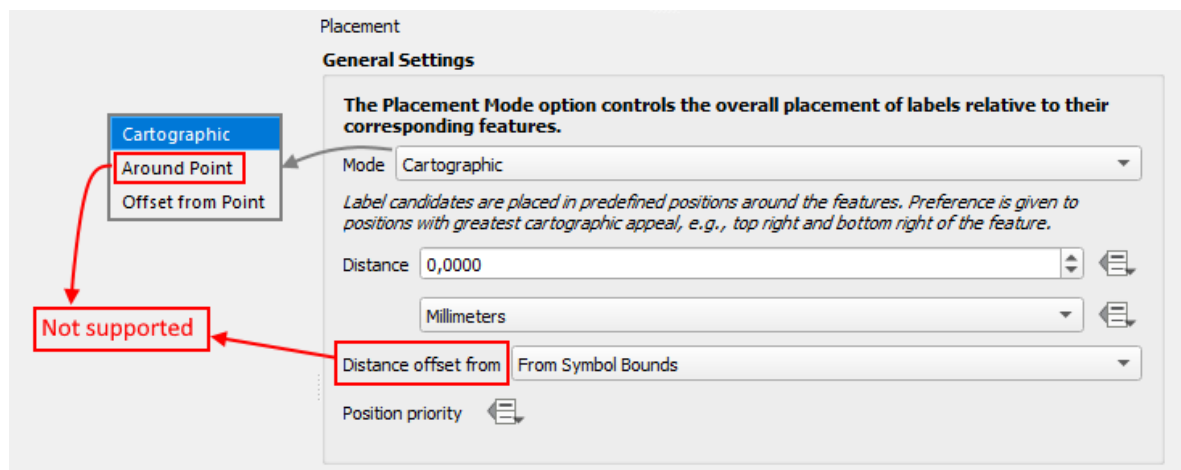 Placement
General Settings
The Placement Mode option controls the overall placement of labels relative to their
corresponding features.
Cartographic
Around Point
Offset from Point
Mode Cartographic
Label candidates are placed in predefined positions around the features. Preference is given to
positions with greatest cartographic appeal, e.g., top right and bottom right of the feature.
Distance 0,0000
Millimeters
Not supported
Distance offset from From Symbol Bounds
Position priority